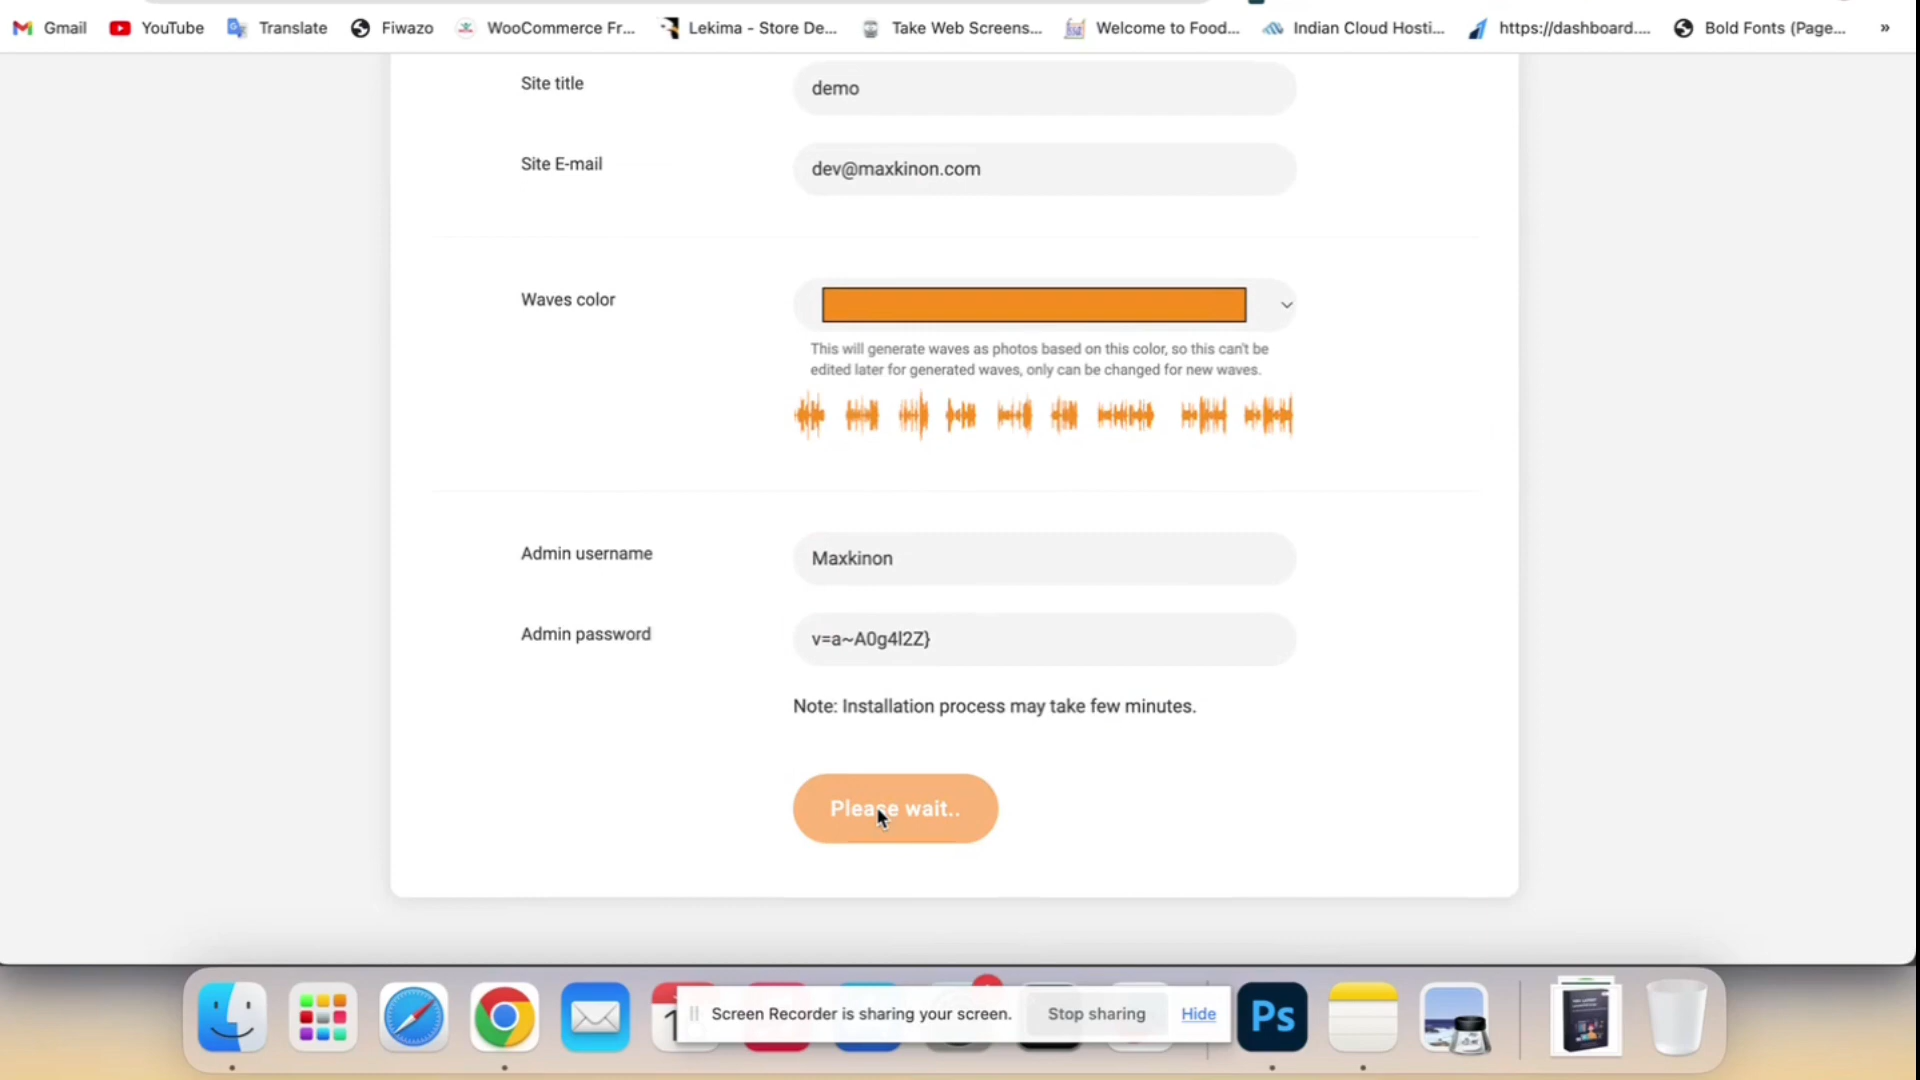 Gmail YouTube Translate Fiwazo WooCommerce Fr... Lekima - Store De... Take Web Screens... Welcome to Food... Indian Cloud Hosti... https://dashboard.... Bold Fonts (Page... »
Site title demo
Site E-mail dev@maxkinon.com
Waves color
This will generate waves as photos based on this color, so this can't be
edited later for generated waves, only can be changed for new waves.
Admin username Maxkinon
Admin password v=a~A0g4l2Z}
Note: Installation process may take few minutes.
Please wait..
Screen Recorder is sharing your screen. Stop sharing Hide
Ps